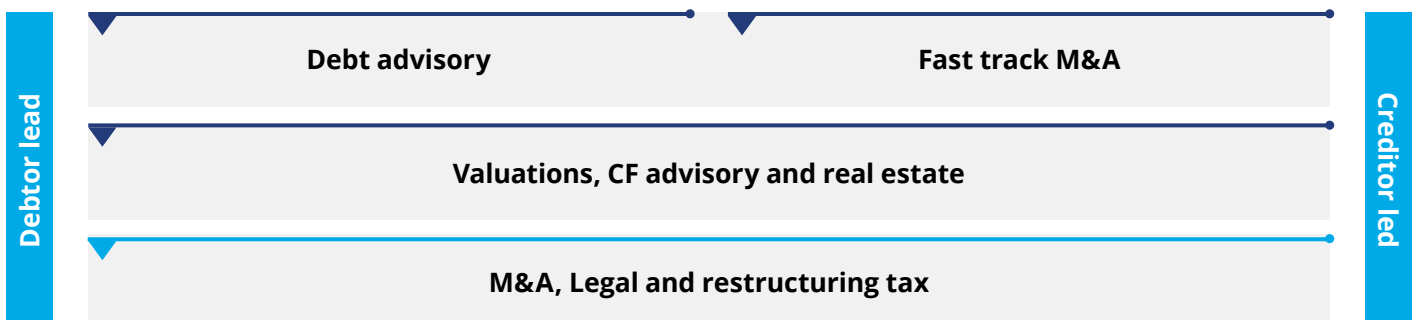 Debtor lead
Debt advisory
Fast track M&A
Valuations, CF advisory and real estate
M&A, Legal and restructuring tax
Creditor led